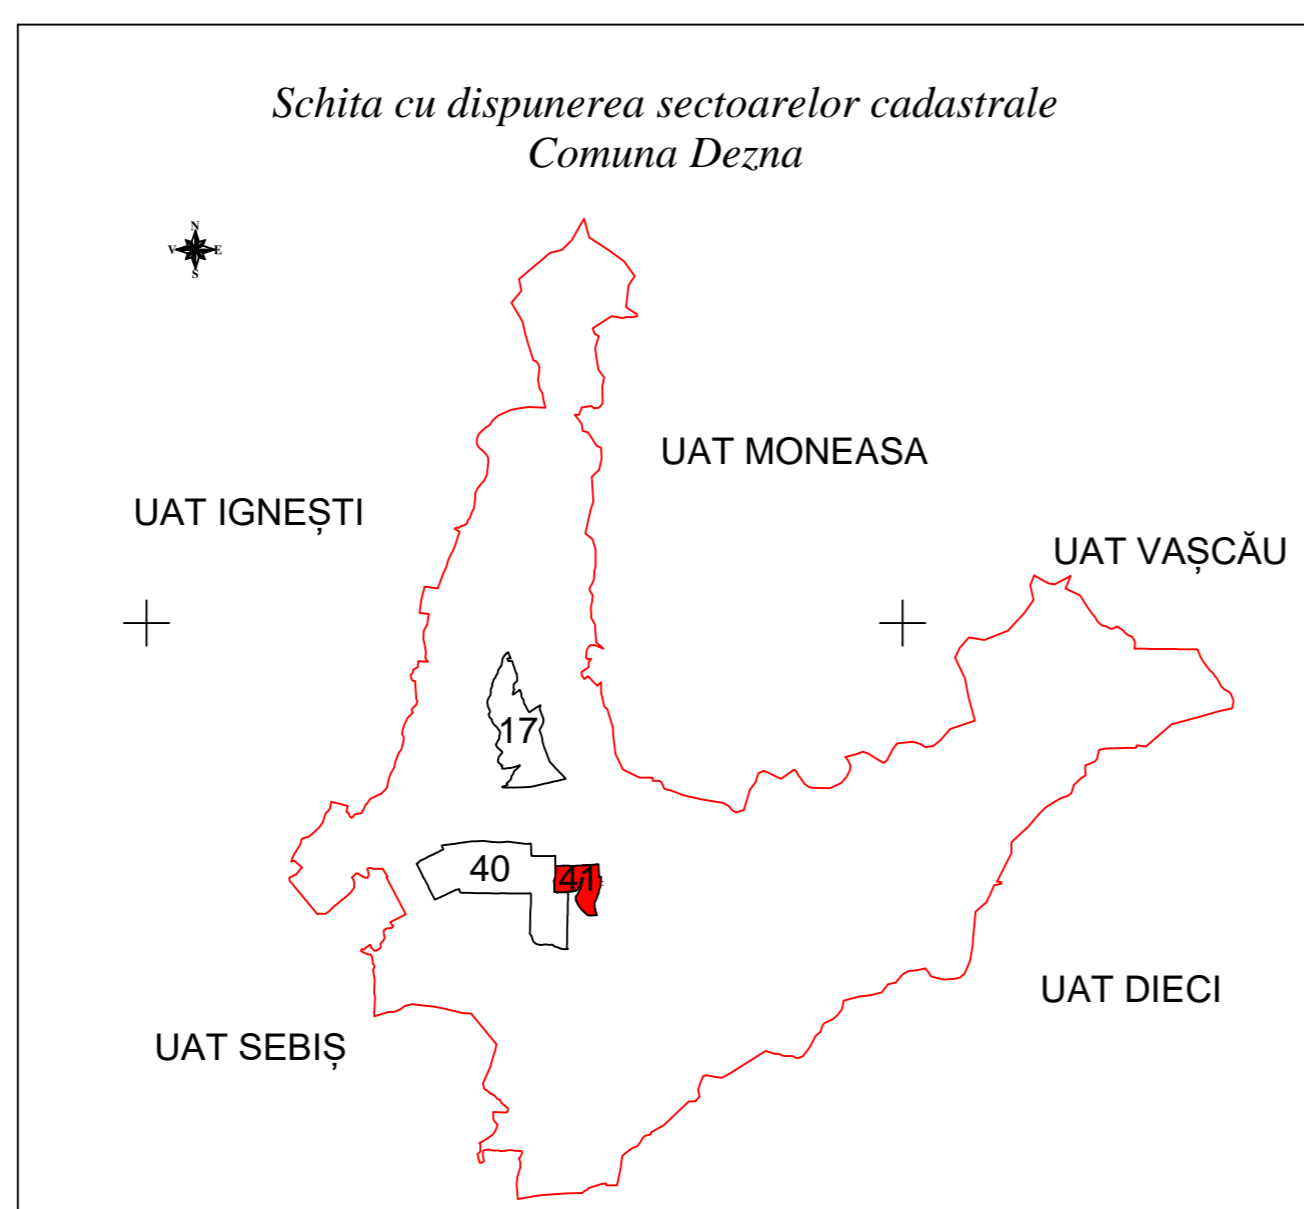 Schita cu dispunerea sectoarelor cadastrale
Comuna Dezna
N
V E
S
UAT MONEASA
UAT IGNEȘTI
UAT VAȘCĂU
17
40
41
UAT DIECI
UAT SEBIȘ